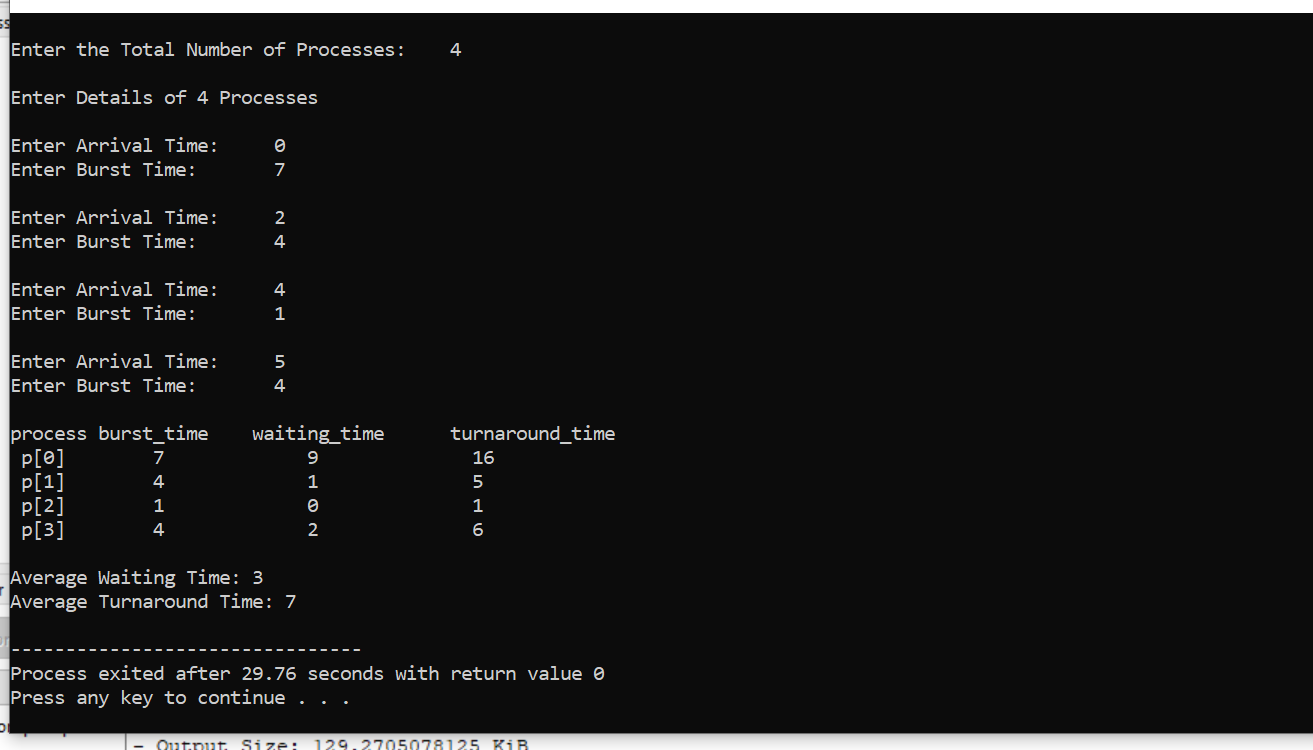 Enter the Total Number of Processes: 4
Enter Details of 4 Processes
Enter Arrival Time: 0
Enter Burst Time: 7
Enter Arrival Time: 2
Enter Burst Time: 4
Enter Arrival Time: 4
Enter Burst Time: 1
Enter Arrival Time: 5
Enter Burst Time: 4
process burst_time waiting_time turnaround_time
p[0] 7 9 16
p[1] 4 1 5
p[2] 1 0 1
p[3] 4 2 6
Average Waiting Time: 3
Average Turnaround Time: 7
--------------------------------
Process exited after 29.76 seconds with return value 0
Press any key to continue . . .
- Output Size: 129.2705078125 KiB